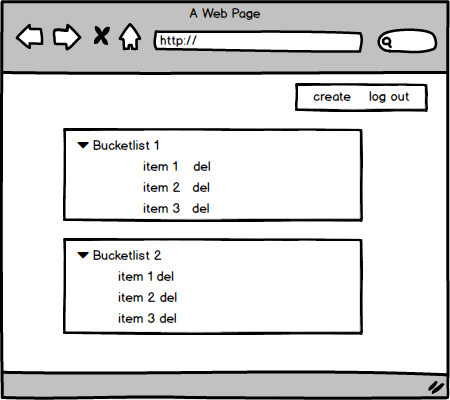 A Web Page
http://
create log out
Bucketlist 1
item 1 del
item 2 del
item 3 del
Bucketlist 2
item 1 del
item 2 del
item 3 del